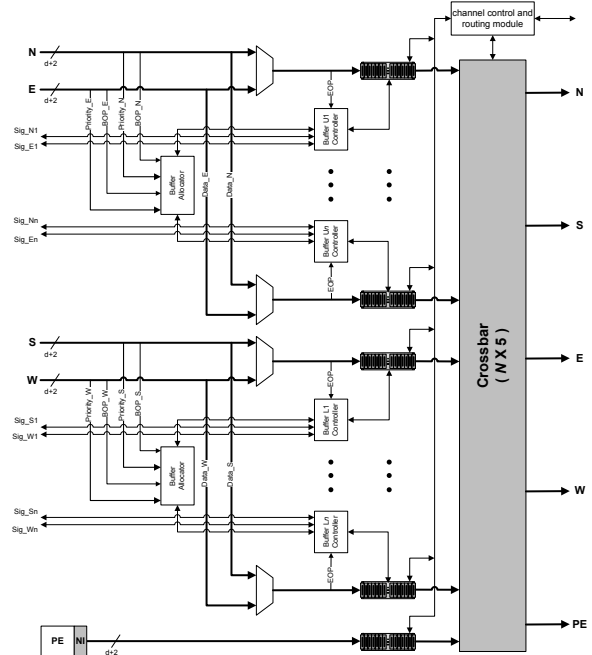 channel control and
routing module
N
d+2
E
d+2
Priority_E
BOP_E
Priority_N
BOP_N
Sig_N1
Sig_E1
EOP
Buffer U1
Controller
Buffer
Allocator
Data_E
Data_N
Sig_Nn
Sig_En
Buffer Un
Controller
EOP
N
S
E
W
PE
Crossbar
( N X 5 )
S
d+2
W
d+2
Priority_W
BOP_W
Priority_S
BOP_S
Sig_S1
Sig_W1
EOP
Buffer L1
Controller
Buffer
Allocator
Data_W
Data_S
Sig_Sn
Sig_Wn
Buffer Ln
Controller
EOP
PE
NI
d+2